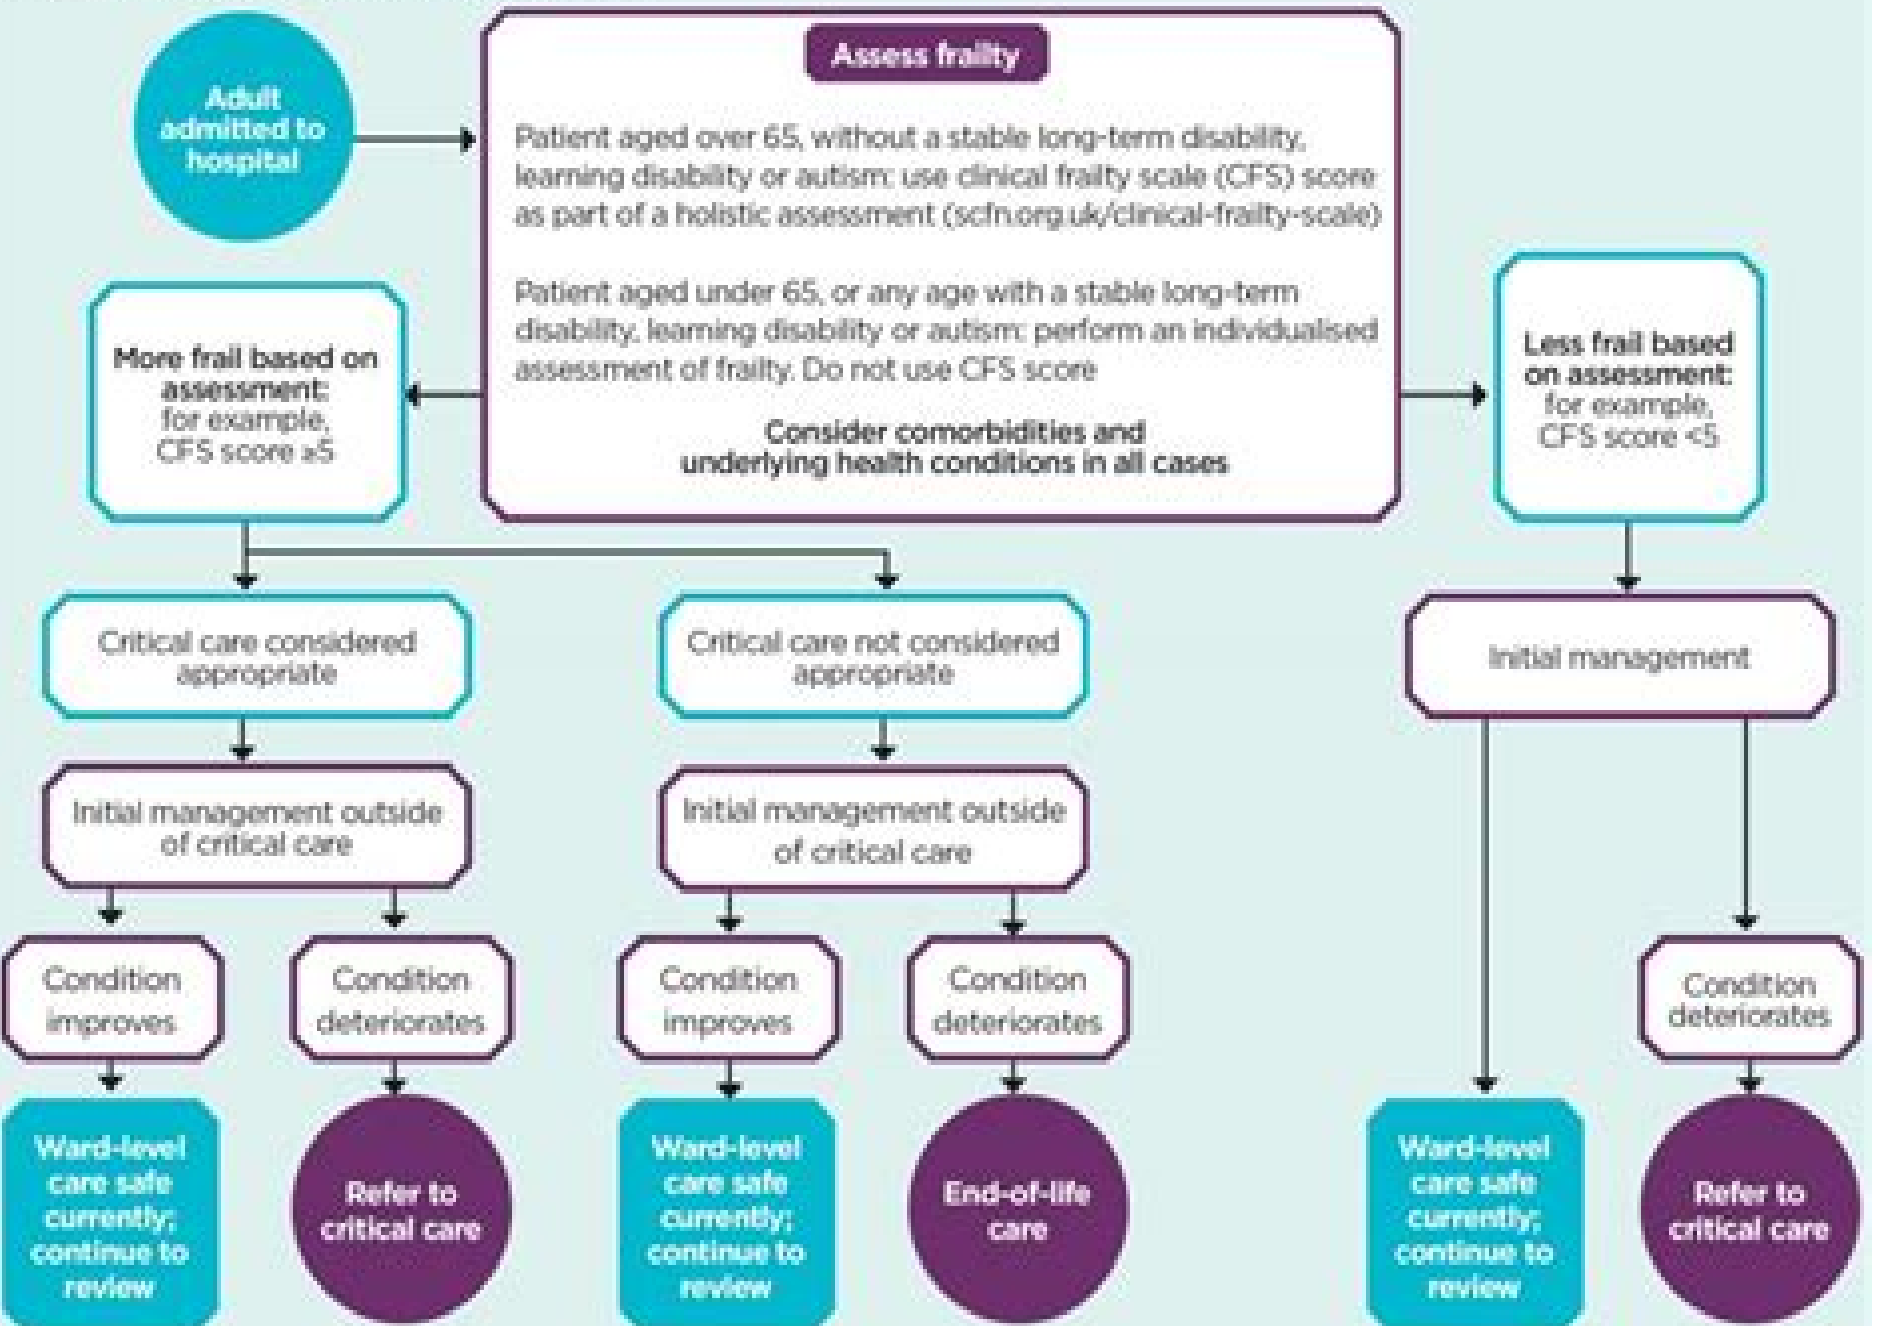 Adult
admitted to
hospital
Assess frailty
Patient aged over 65, without a stable long-term disability,
learning disability or autism: use clinical frailty scale (CFS) score
as part of a holistic assessment (scfn.org.uk/clinical-frailty-scale)
Patient aged under 65, or any age with a stable long-term
disability, learning disability or autism: perform an individualised
assessment of frailty. Do not use CFS score
Consider comorbidities and
underlying health conditions in all cases
More frail based on
assessment:
for example,
CFS score ≥5
Less frail based
on assessment:
for example,
CFS score <5
Critical care considered
appropriate
Critical care not considered
appropriate
Initial management
Initial management outside
of critical care
Initial management outside
of critical care
Condition
improves
Condition
deteriorates
Condition
improves
Condition
deteriorates
Condition
deteriorates
Ward-level
care safe
currently;
continue to
review
Refer to
critical care
Ward-level
care safe
currently;
continue to
review
End-of-life
care
Ward-level
care safe
currently;
continue to
review
Refer to
critical care